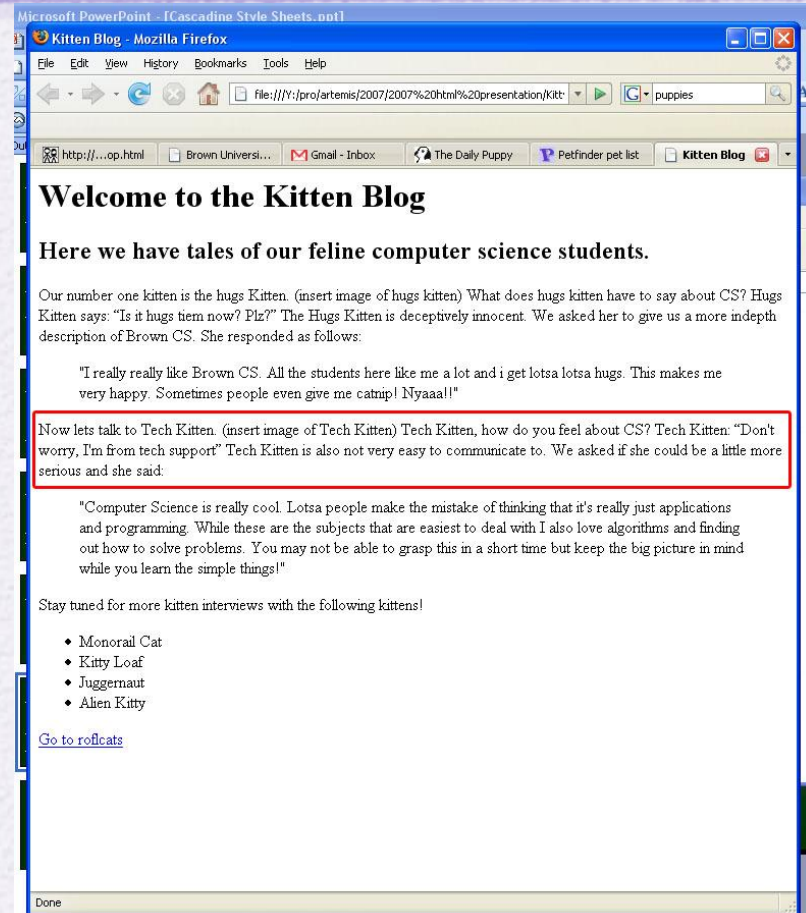 Microsoft PowerPoint - [Cascading Style Sheets.ppt]
Kitten Blog - Mozilla Firefox
File Edit View History Bookmarks Tools Help
file:///Y:/pro/artemis/2007/2007%20html%20presentation/Kitt
G puppies
http://...op.html Brown Universi... Gmail - Inbox The Daily Puppy Petfinder pet list Kitten Blog
Welcome to the Kitten Blog
Here we have tales of our feline computer science students.
Our number one kitten is the hugs Kitten. (insert image of hugs kitten) What does hugs kitten have to say about CS? Hugs
Kitten says: “Is it hugs tiem now? Plz?” The Hugs Kitten is deceptively innocent. We asked her to give us a more indepth
description of Brown CS. She responded as follows:
"I really really like Brown CS. All the students here like me a lot and i get lotsa lotsa hugs. This makes me
very happy. Sometimes people even give me catnip! Nyaaa!!"
Now lets talk to Tech Kitten. (insert image of Tech Kitten) Tech Kitten, how do you feel about CS? Tech Kitten: “Don't
worry, I'm from tech support” Tech Kitten is also not very easy to communicate to. We asked if she could be a little more
serious and she said:
"Computer Science is really cool. Lotsa people make the mistake of thinking that it's really just applications
and programming. While these are the subjects that are easiest to deal with I also love algorithms and finding
out how to solve problems. You may not be able to grasp this in a short time but keep the big picture in mind
while you learn the simple things!"
Stay tuned for more kitten interviews with the following kittens!
Monorail Cat
Kitty Loaf
Juggernaut
Alien Kitty
Go to roflcats
Done